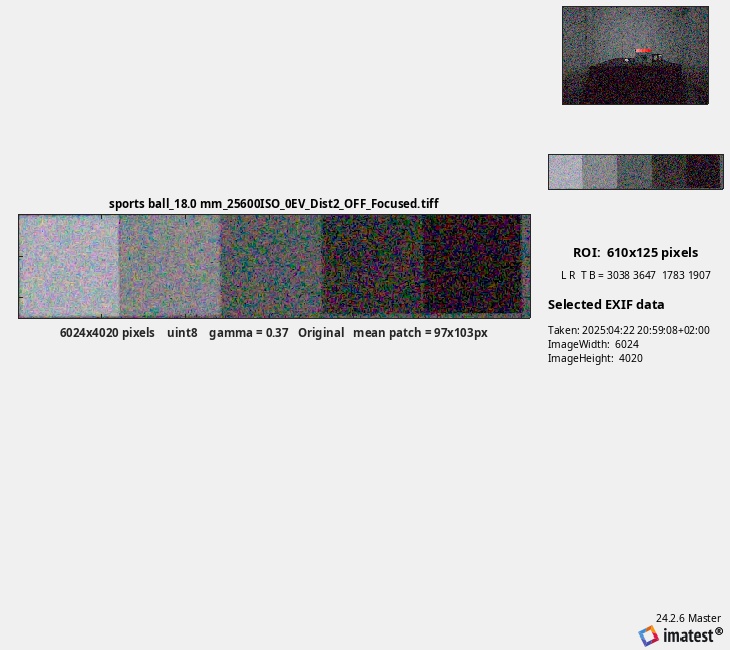 sports ball_18.0 mm_25600ISO_0EV_Dist2_OFF_Focused.tiff
6024x4020 pixels    uint8    gamma = 0.37   Original   mean patch = 97x103px
ROI:  610x125 pixels
L R  T B = 3038 3647  1783 1907
Selected EXIF data
Taken: 2025:04:22 20:59:08+02:00
ImageWidth:  6024
ImageHeight:  4020
24.2.6 Master
imatest®